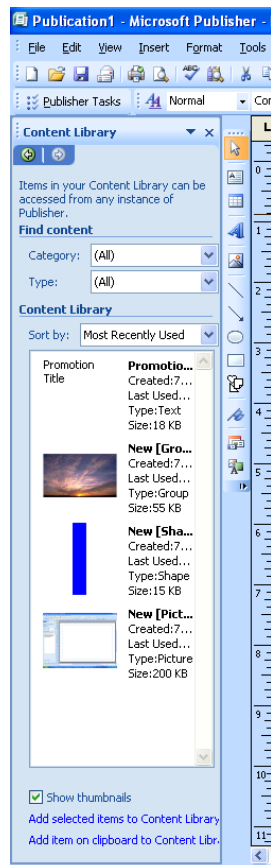 Publication1 - Microsoft Publisher -
File Edit View Insert Format Tools
Publisher Tasks Normal
Content Library
Items in your Content Library can be
accessed from any instance of
Publisher.
Find content
Category: (All)
Type: (All)
Content Library
Sort by: Most Recently Used
Promotion
Title
Promotio...
Created:7...
Last Used...
Type:Text
Size:18 KB
New [Gro...
Created:7...
Last Used...
Type:Group
Size:55 KB
New [Sha...
Created:7...
Last Used...
Type:Shape
Size:15 KB
New [Pict...
Created:7...
Last Used...
Type:Picture
Size:200 KB
Show thumbnails
Add selected items to Content Library
Add item on clipboard to Content Libr
0
1
2
3
4
5
6
7
8
9
10
11